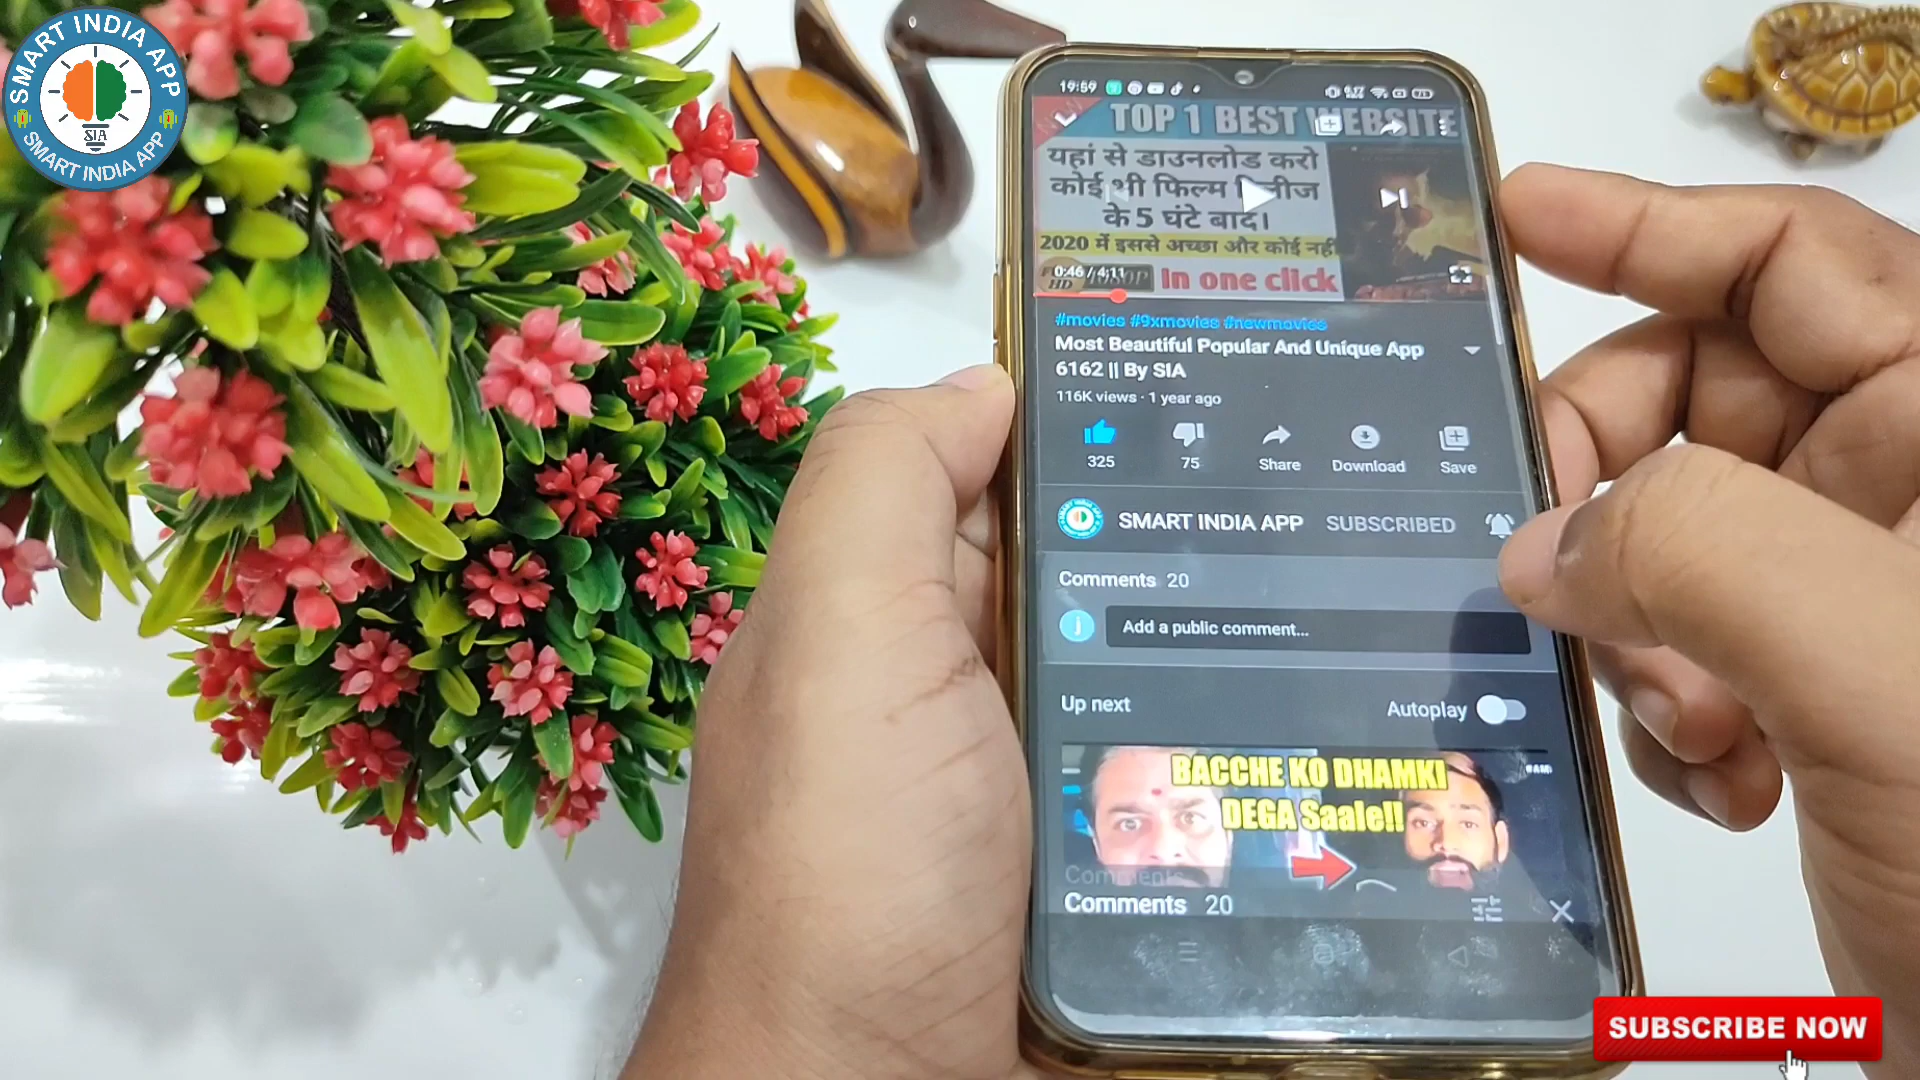 SMART INDIA APP
SIA
SMART INDIA APP
19:59
TOP 1 BEST WEBSITE
यहां से डाउनलोड करो
कोई भी फिल्म रिलीज
के 5 घंटे बाद।
2020 में इससे अच्छा और कोई नहीं
0:46 / 4:11
HD 1080P In one click
#movies #9xmovies #newmovies
Most Beautiful Popular And Unique App
6162 || By SIA
116K views · 1 year ago
325 75 Share Download Save
SMART INDIA APP SUBSCRIBED
Comments 20
j Add a public comment...
Up next Autoplay
BACCHE KO DHAMKI
DEGA Saale!!
Comments
Comments 20
SUBSCRIBE NOW